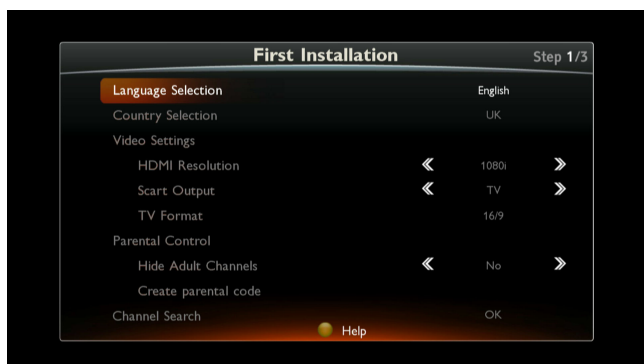 First Installation Step 1/3
Language Selection English
Country Selection UK
Video Settings
HDMI Resolution 1080i
Scart Output TV
TV Format 16/9
Parental Control
Hide Adult Channels No
Create parental code
Channel Search OK
Help